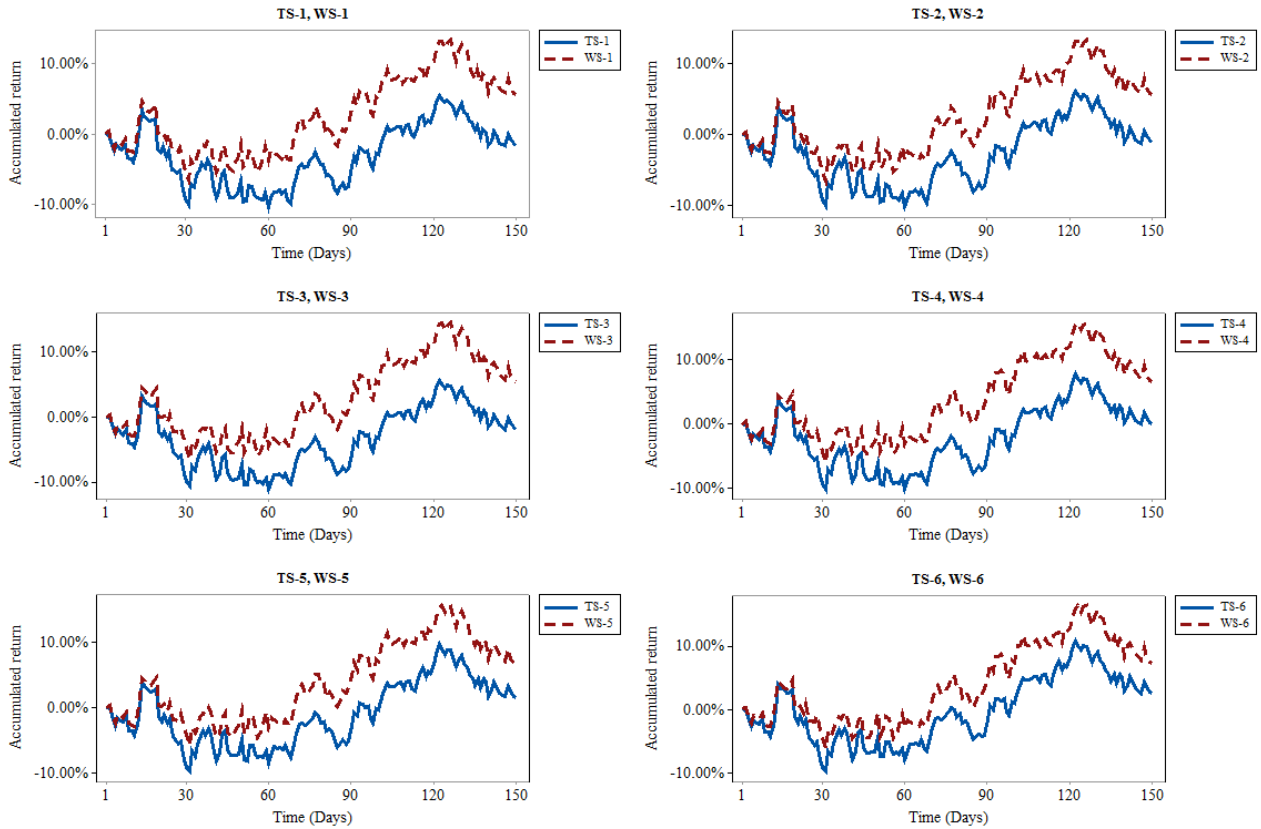 TS-1, WS-1
Accumulated return
10.00%
0.00%
-10.00%
1 30 60 90 120 150
Time (Days)
TS-1
WS-1
TS-2, WS-2
Accumulated return
10.00%
0.00%
-10.00%
1 30 60 90 120 150
Time (Days)
TS-2
WS-2
TS-3, WS-3
Accumulated return
10.00%
0.00%
-10.00%
1 30 60 90 120 150
Time (Days)
TS-3
WS-3
TS-4, WS-4
Accumulated return
10.00%
0.00%
-10.00%
1 30 60 90 120 150
Time (Days)
TS-4
WS-4
TS-5, WS-5
Accumulated return
10.00%
0.00%
-10.00%
1 30 60 90 120 150
Time (Days)
TS-5
WS-5
TS-6, WS-6
Accumulated return
10.00%
0.00%
-10.00%
1 30 60 90 120 150
Time (Days)
TS-6
WS-6